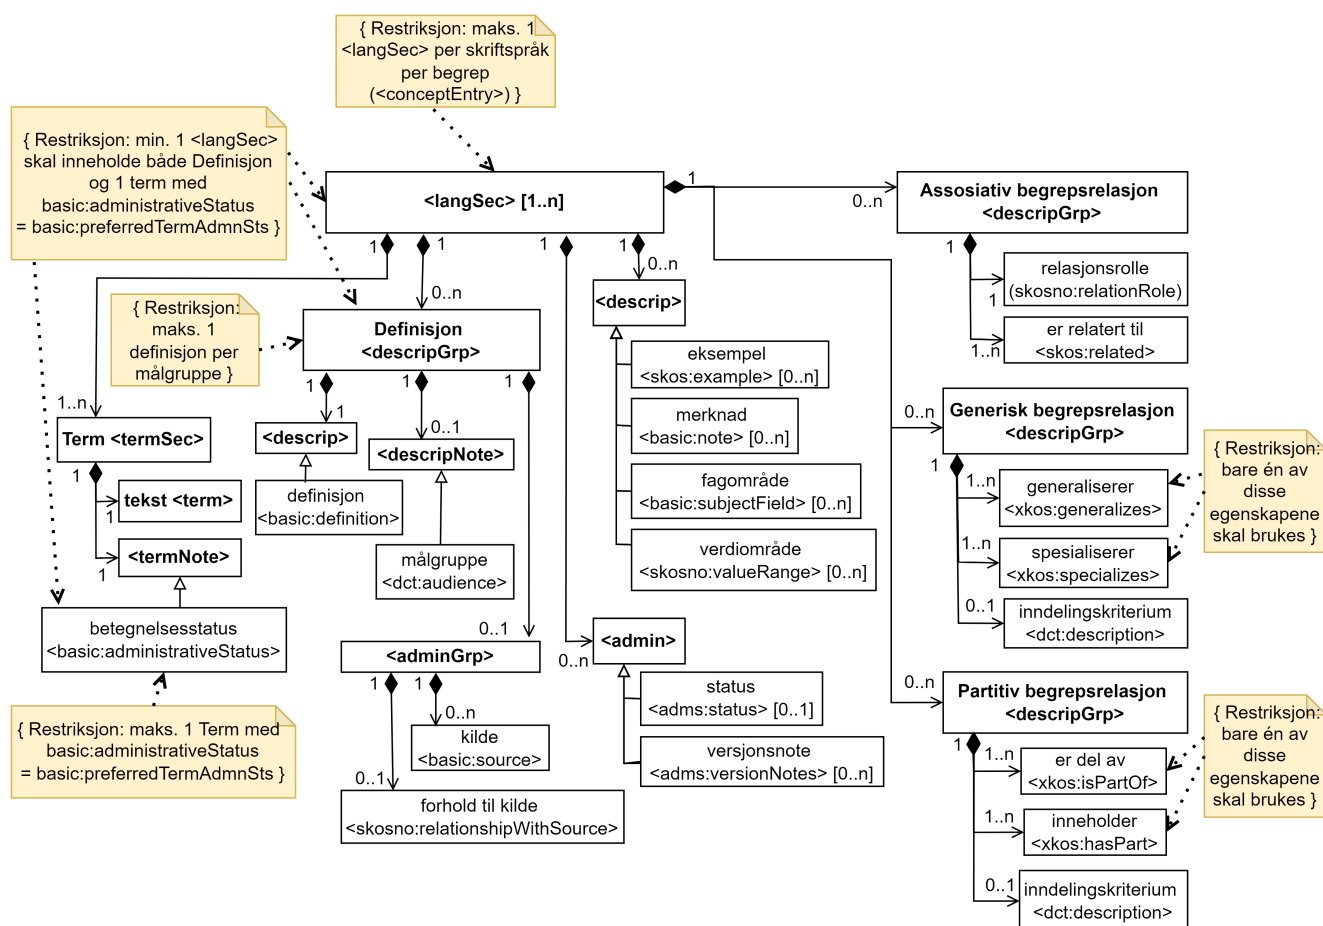 { Restriksjon: maks. 1
<langSec> per skriftspråk
per begrep
(<conceptEntry>) }
{ Restriksjon: min. 1 <langSec>
skal inneholde både Definisjon
og 1 term med
basic:administrativeStatus
= basic:preferredTermAdmnSts }
<langSec> [1..n]
1
1
1
1
1
0..n
Assosiativ begrepsrelasjon
<descripGrp>
1
relasjonsrolle
(skosno:relationRole)
1
er relatert til
<skos:related>
1..n
{ Restriksjon:
maks. 1
definisjon per
målgruppe }
0..n
Definisjon
<descripGrp>
0..n
<descrip>
eksempel
<skos:example> [0..n]
merknad
<basic:note> [0..n]
fagområde
<basic:subjectField> [0..n]
verdiområde
<skosno:valueRange> [0..n]
1..n
Term <termSec>
1
tekst <term>
1
<termNote>
1
betegnelsesstatus
<basic:administrativeStatus>
{ Restriksjon: maks. 1 Term med
basic:administrativeStatus
= basic:preferredTermAdmnSts }
1
1
1
1
<descrip>
definisjon
<basic:definition>
0..1
<descripNote>
målgruppe
<dct:audience>
0..1
<adminGrp>
1
1
0..n
kilde
<basic:source>
0..1
forhold til kilde
<skosno:relationshipWithSource>
0..n
<admin>
status
<adms:status> [0..1]
versjonsnote
<adms:versionNotes> [0..n]
0..n
Generisk begrepsrelasjon
<descripGrp>
1
1..n
generaliserer
<xkos:generalizes>
1..n
spesialiserer
<xkos:specializes>
0..1
inndelingskriterium
<dct:description>
{ Restriksjon:
bare én av
disse
egenskapene
skal brukes }
0..n
Partitiv begrepsrelasjon
<descripGrp>
1
1..n
er del av
<xkos:isPartOf>
1..n
inneholder
<xkos:hasPart>
0..1
inndelingskriterium
<dct:description>
{ Restriksjon:
bare én av
disse
egenskapene
skal brukes }